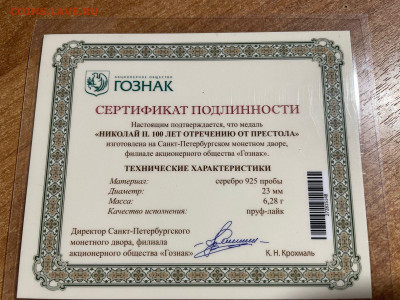 АКЦИОНЕРНОЕ ОБЩЕСТВО
ГОЗНАК
СЕРТИФИКАТ ПОДЛИННОСТИ
Настоящим подтверждается, что медаль
«НИКОЛАЙ II. 100 ЛЕТ ОТРЕЧЕНИЮ ОТ ПРЕСТОЛА»
изготовлена на Санкт-Петербургском монетном дворе,
филиале акционерного общества «Гознак».
ТЕХНИЧЕСКИЕ ХАРАКТЕРИСТИКИ
Материал: серебро 925 пробы
Диаметр: 23 мм
Масса: 6,28 г
Качество исполнения: пруф-лайк
Директор Санкт-Петербургского
монетного двора, филиала
акционерного общества «Гознак»
К. Н. Крохмаль